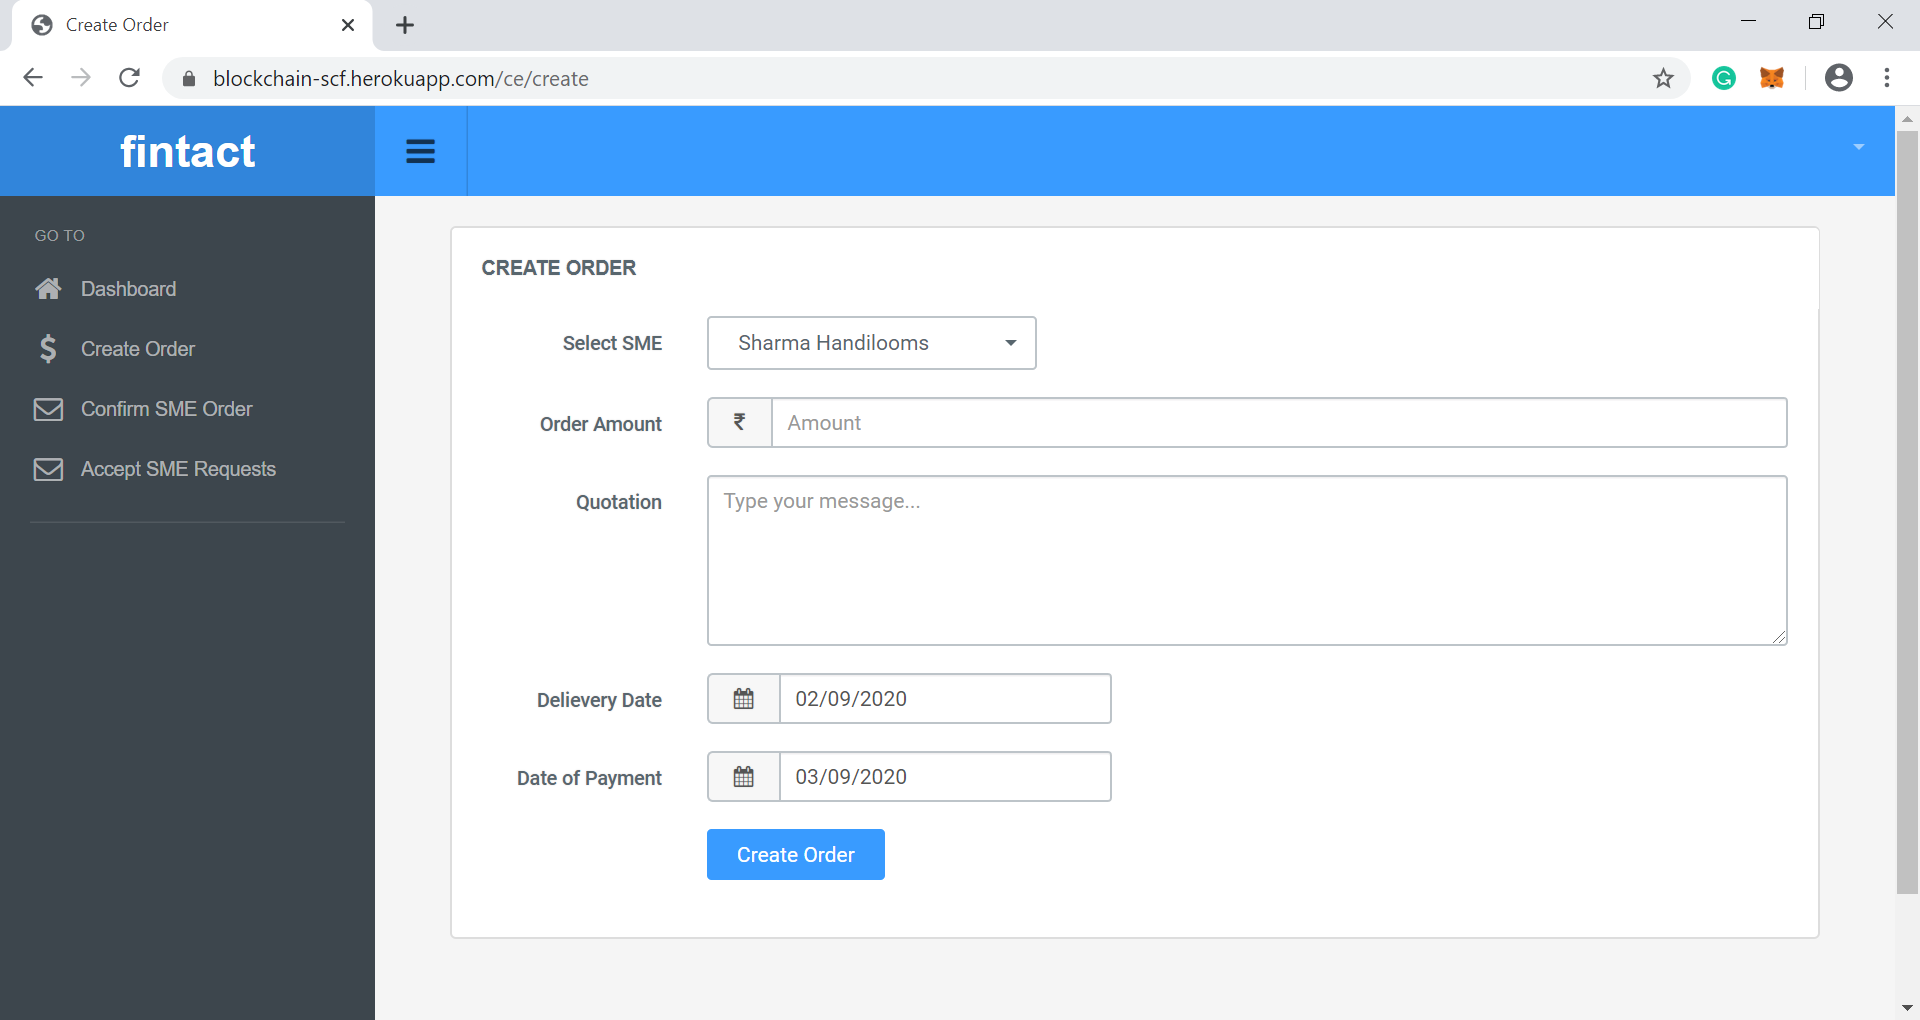 Create Order
blockchain-scf.herokuapp.com/ce/create
fintact
GO TO
Dashboard
Create Order
Confirm SME Order
Accept SME Requests
CREATE ORDER
Select SME
Sharma Handilooms
Order Amount
₹
Amount
Quotation
Type your message...
Delievery Date
02/09/2020
Date of Payment
03/09/2020
Create Order